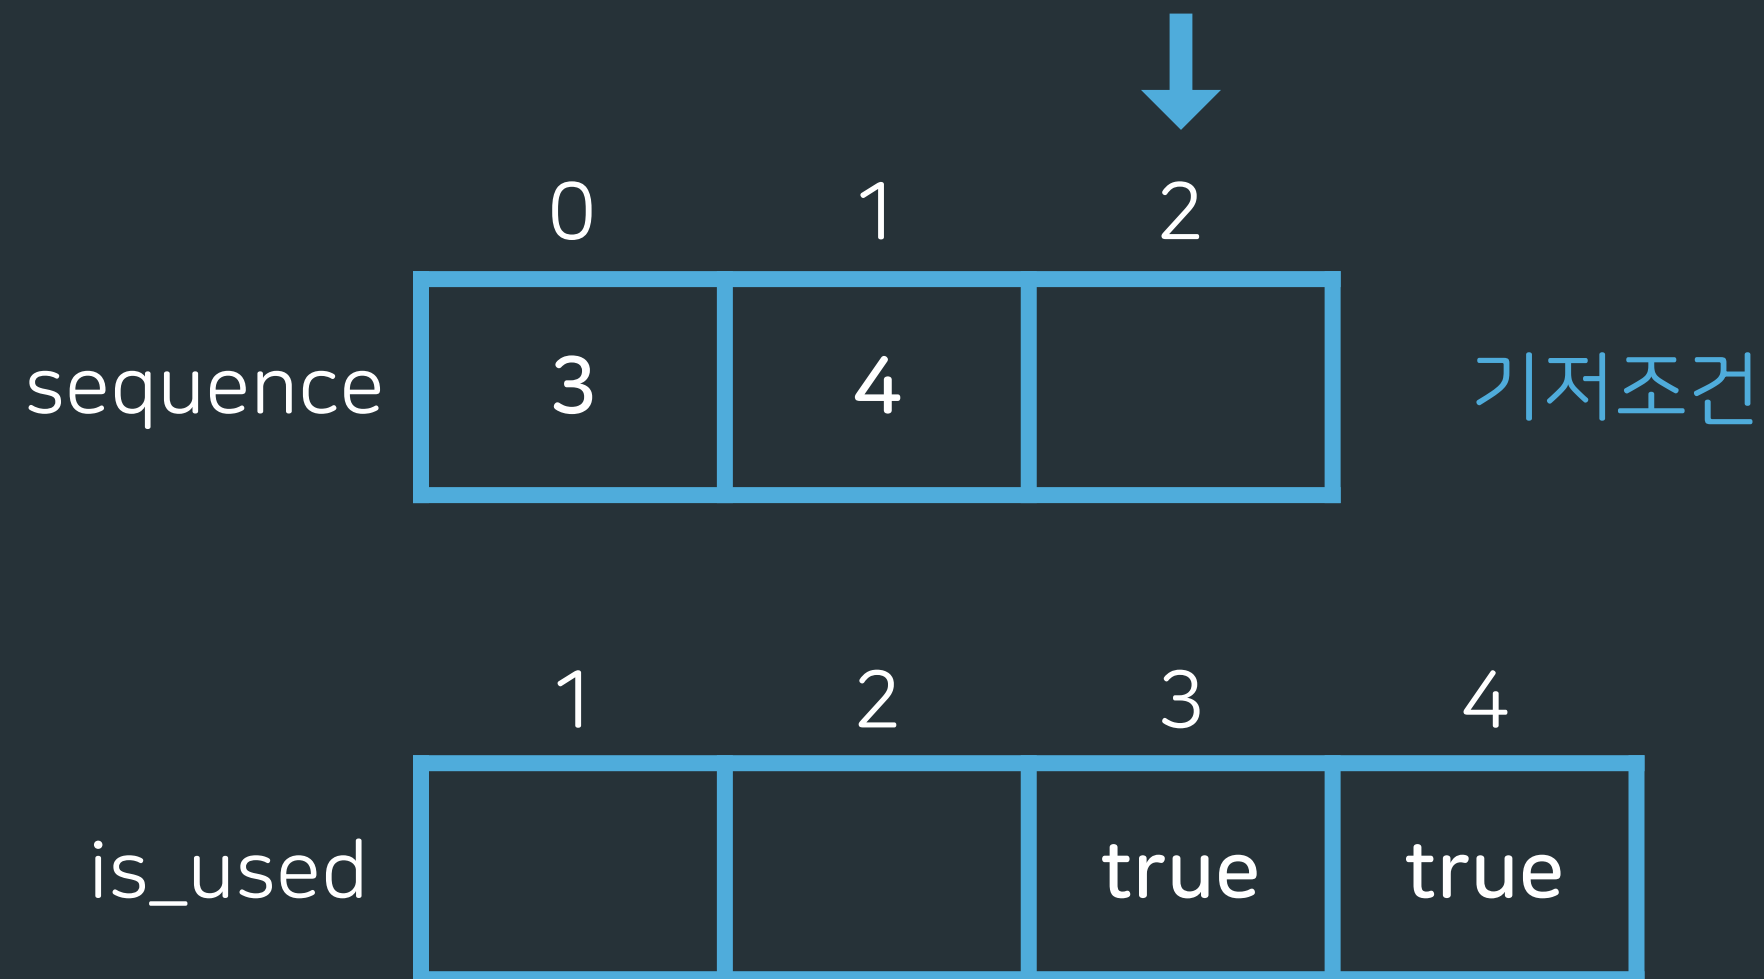 0 1 2
sequence 3 4 기저조건
1 2 3 4
is_used true true